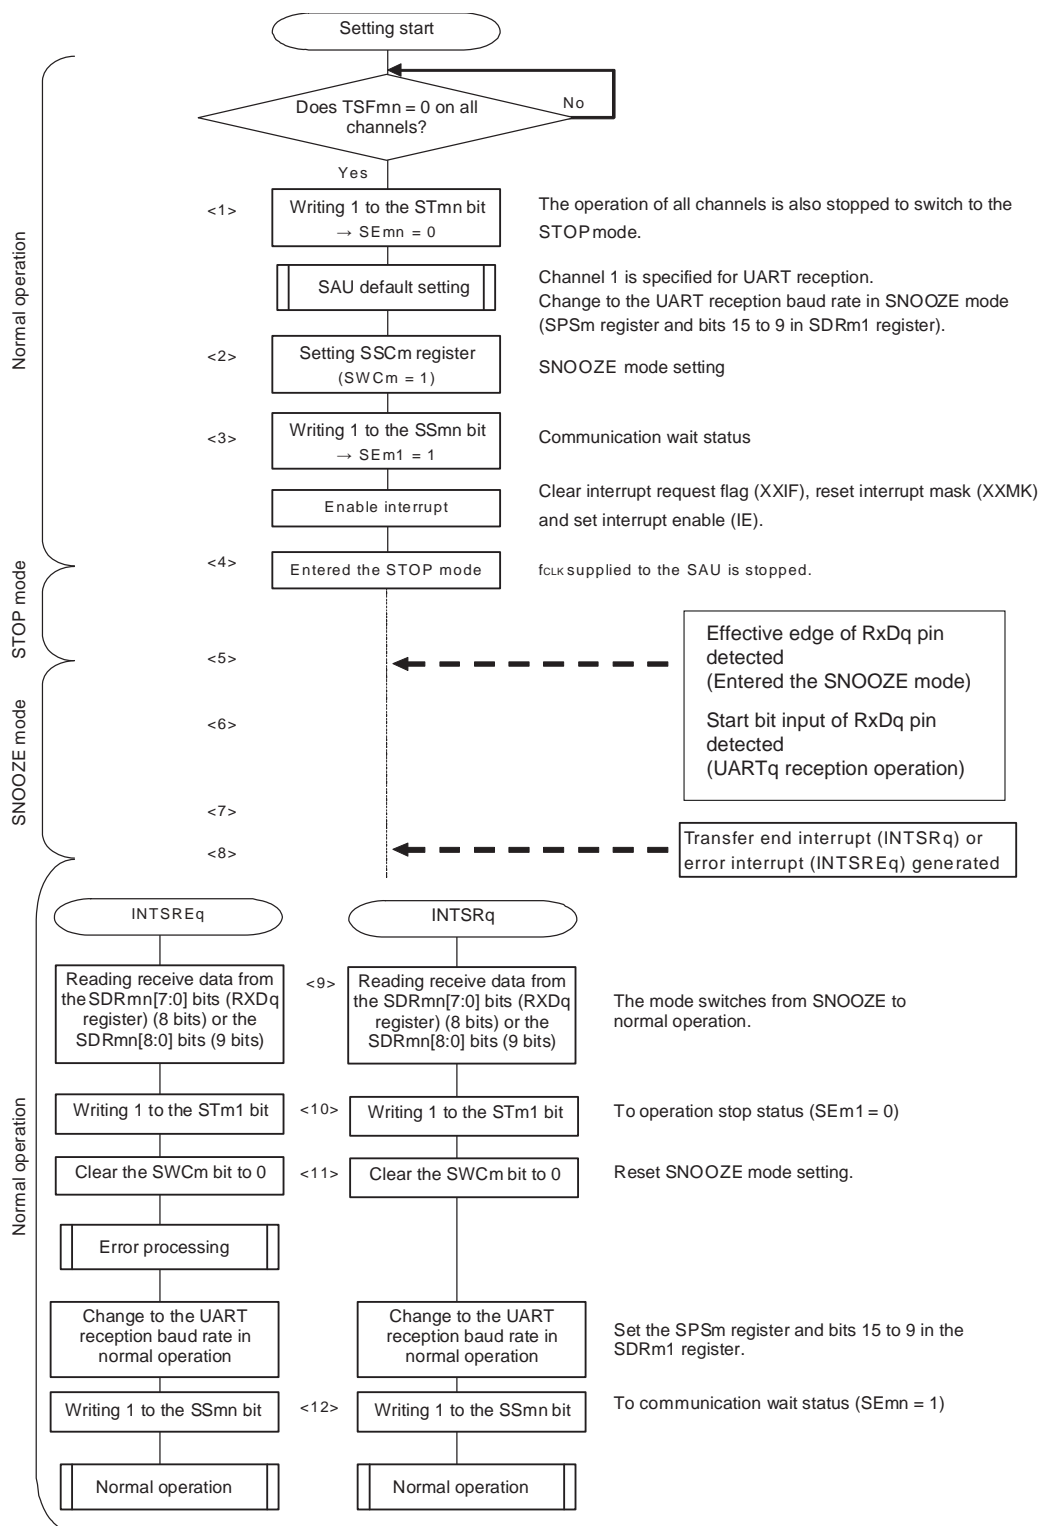 Setting start
Does TSFmn = 0 on all
channels?
No
Yes
<1>
Writing 1 to the STmn bit
→ SEmn = 0
The operation of all channels is also stopped to switch to the
STOP mode.
SAU default setting
Channel 1 is specified for UART reception.
Change to the UART reception baud rate in SNOOZE mode
(SPSm register and bits 15 to 9 in SDRm1 register).
Normal operation
<2>
Setting SSCm register
(SWCm = 1)
SNOOZE mode setting
<3>
Writing 1 to the SSmn bit
→ SEm1 = 1
Communication wait status
Enable interrupt
Clear interrupt request flag (XXIF), reset interrupt mask (XXMK)
and set interrupt enable (IE).
<4>
Entered the STOP mode
fCLK supplied to the SAU is stopped.
STOP mode
<5>
Effective edge of RxDq pin
detected
(Entered the SNOOZE mode)
<6>
Start bit input of RxDq pin
detected
(UARTq reception operation)
SNOOZE mode
<7>
<8>
Transfer end interrupt (INTSRq) or
error interrupt (INTSREq) generated
INTSREq
INTSRq
Reading receive data from
the SDRmn[7:0] bits (RXDq
register) (8 bits) or the
SDRmn[8:0] bits (9 bits)
<9>
Reading receive data from
the SDRmn[7:0] bits (RXDq
register) (8 bits) or the
SDRmn[8:0] bits (9 bits)
The mode switches from SNOOZE to
normal operation.
Writing 1 to the STm1 bit
<10>
Writing 1 to the STm1 bit
To operation stop status (SEm1 = 0)
Clear the SWCm bit to 0
<11>
Clear the SWCm bit to 0
Reset SNOOZE mode setting.
Normal operation
Error processing
Change to the UART
reception baud rate in
normal operation
Change to the UART
reception baud rate in
normal operation
Set the SPSm register and bits 15 to 9 in the
SDRm1 register.
Writing 1 to the SSmn bit
<12>
Writing 1 to the SSmn bit
To communication wait status (SEmn = 1)
Normal operation
Normal operation